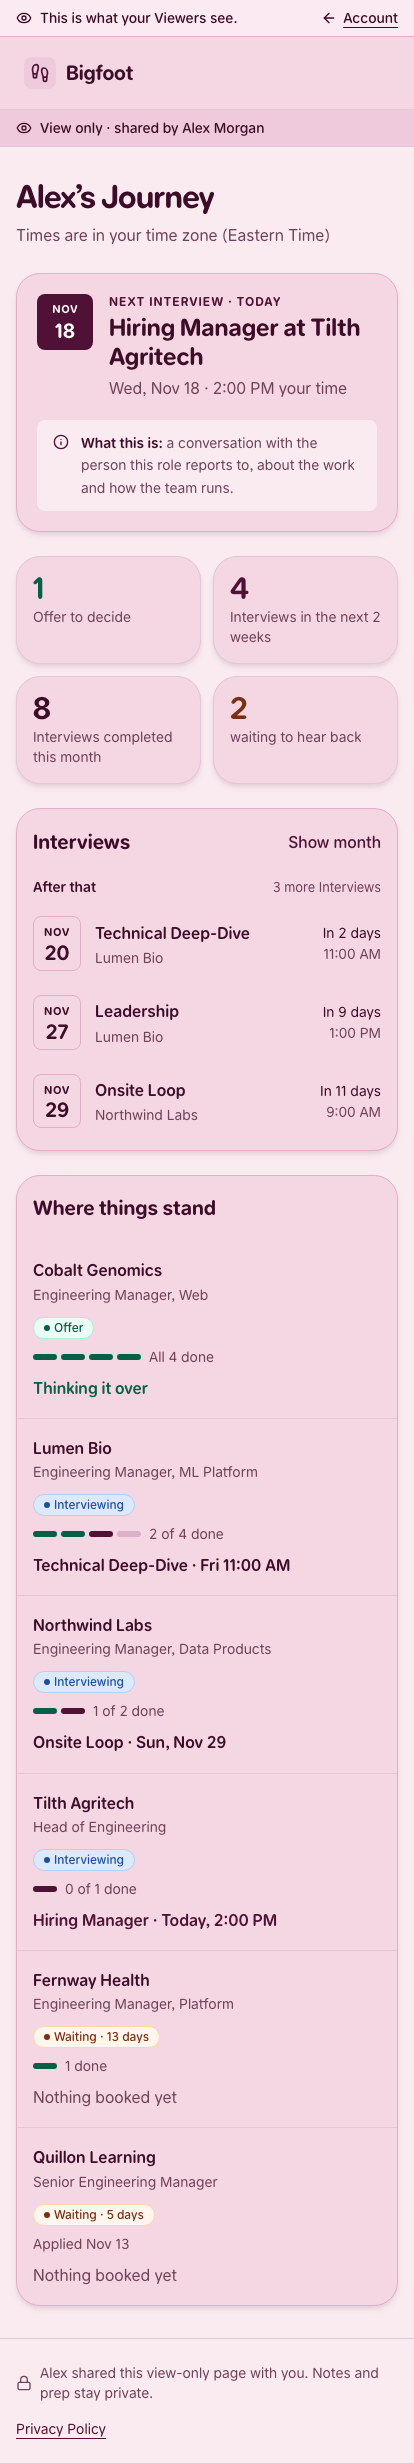 This is what your Viewers see.
Account
Bigfoot
View only · shared by Alex Morgan
Alex’s Journey
Times are in your time zone (Eastern Time)
NOV
18
NEXT INTERVIEW · TODAY
Hiring Manager at Tilth
Agritech
Wed, Nov 18 · 2:00 PM your time
What this is: a conversation with the
person this role reports to, about the work
and how the team runs.
1
Offer to decide
4
Interviews in the next 2
weeks
8
Interviews completed
this month
2
waiting to hear back
Interviews
Show month
After that
3 more Interviews
NOV
20
Technical Deep-Dive
Lumen Bio
In 2 days
11:00 AM
NOV
27
Leadership
Lumen Bio
In 9 days
1:00 PM
NOV
29
Onsite Loop
Northwind Labs
In 11 days
9:00 AM
Where things stand
Cobalt Genomics
Engineering Manager, Web
Offer
All 4 done
Thinking it over
Lumen Bio
Engineering Manager, ML Platform
Interviewing
2 of 4 done
Technical Deep-Dive · Fri 11:00 AM
Northwind Labs
Engineering Manager, Data Products
Interviewing
1 of 2 done
Onsite Loop · Sun, Nov 29
Tilth Agritech
Head of Engineering
Interviewing
0 of 1 done
Hiring Manager · Today, 2:00 PM
Fernway Health
Engineering Manager, Platform
Waiting · 13 days
1 done
Nothing booked yet
Quillon Learning
Senior Engineering Manager
Waiting · 5 days
Applied Nov 13
Nothing booked yet
Alex shared this view-only page with you. Notes and
prep stay private.
Privacy Policy